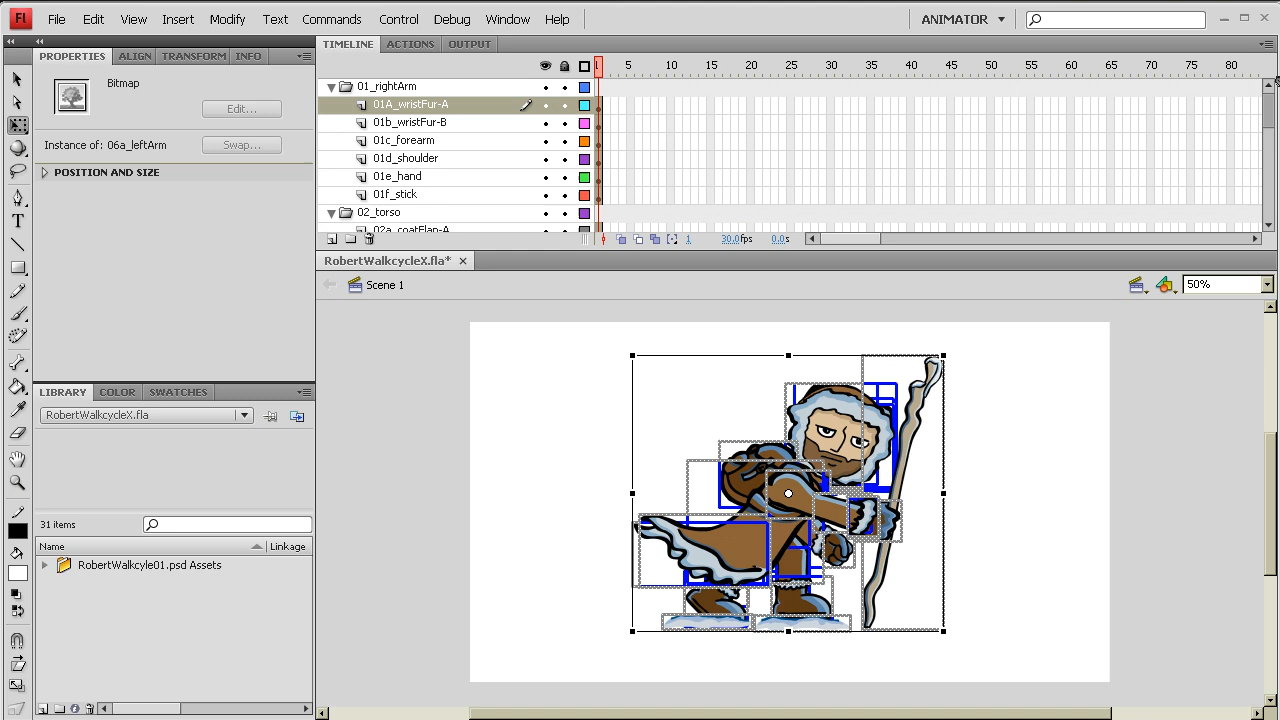 Fl File Edit View Insert Modify Text Commands Control Debug Window Help ANIMATOR
PROPERTIES ALIGN TRANSFORM INFO
Bitmap
Edit...
Instance of: 06a_leftArm Swap...
POSITION AND SIZE
TIMELINE ACTIONS OUTPUT
1 5 10 15 20 25 30 35 40 45 50 55 60 65 70 75 80
01_rightArm
01A_wristFur-A
01b_wristFur-B
01c_forearm
01d_shoulder
01e_hand
01f_stick
02_torso
02a_coatFlap-A
1 30.0fps 0.0s
RobertWalkcycleX.fla*
Scene 1 50%
LIBRARY COLOR SWATCHES
RobertWalkcycleX.fla
31 items
Name Linkage
RobertWalkcyle01.psd Assets